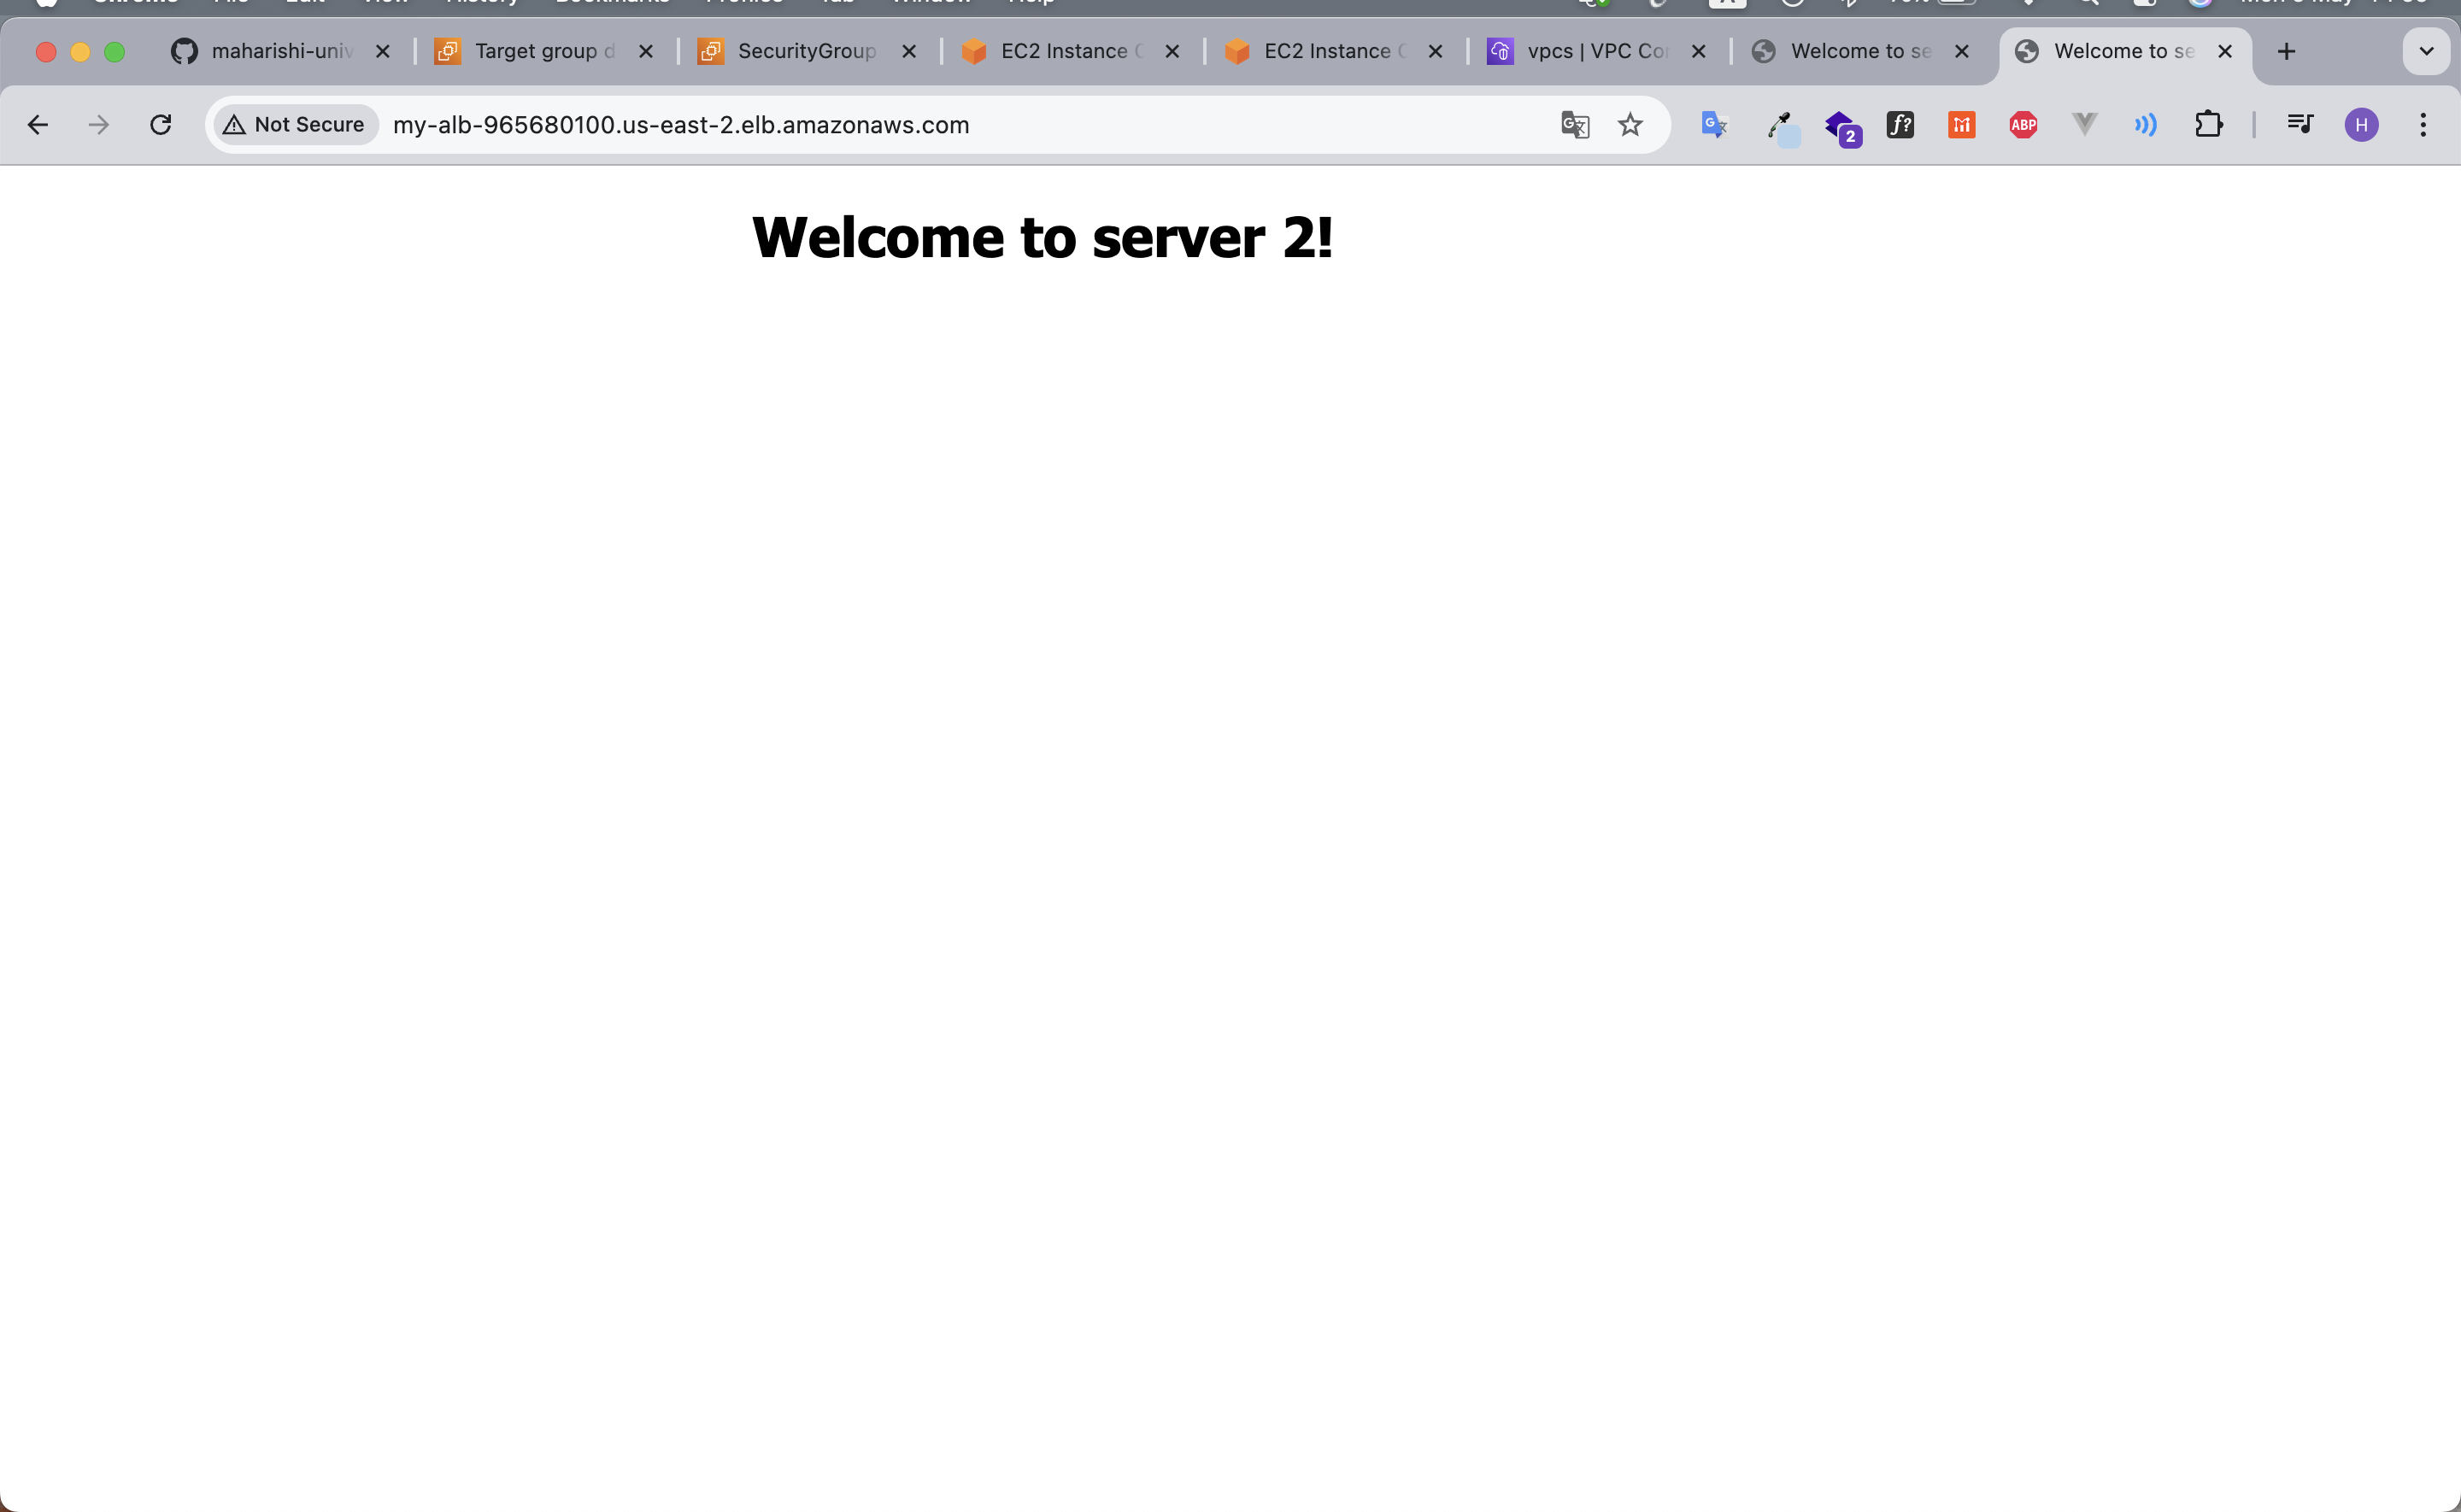 maharishi-univ
Target group d
SecurityGroup
EC2 Instance
EC2 Instance
vpcs | VPC Co
Welcome to se
Welcome to se
Not Secure
my-alb-965680100.us-east-2.elb.amazonaws.com
2
f?
ABP
H
Welcome to server 2!